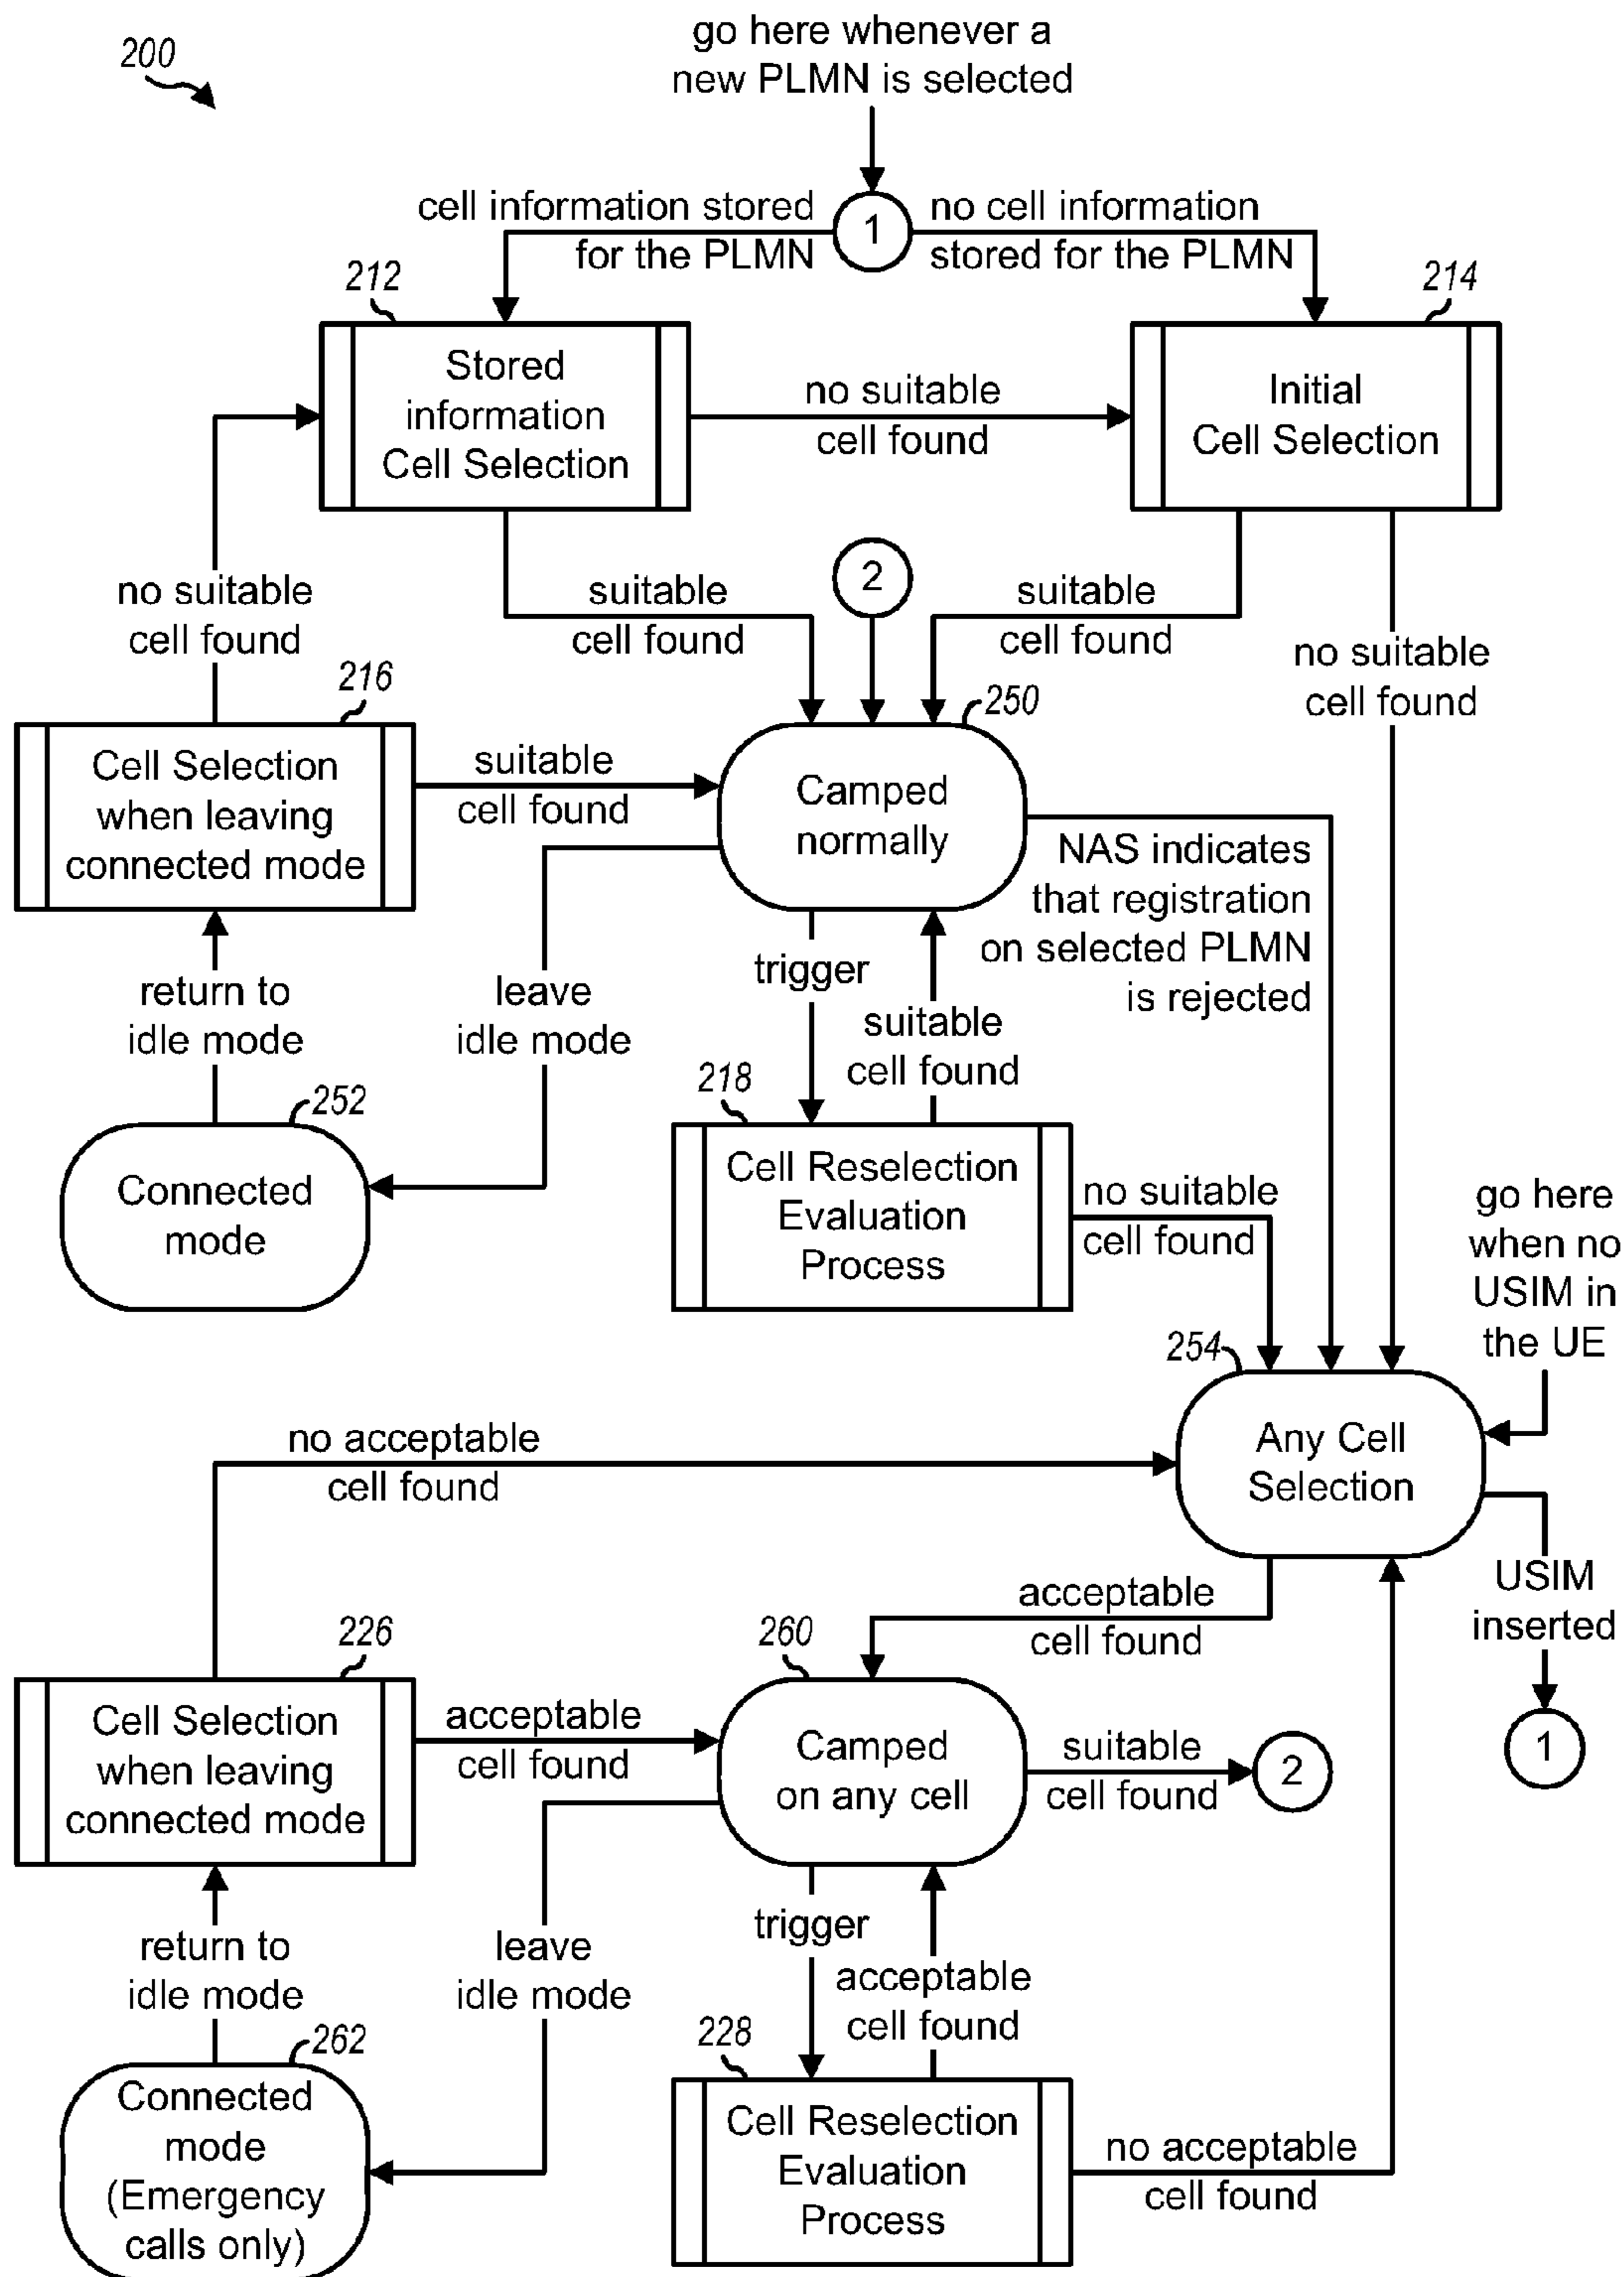 200
go here whenever a
new PLMN is selected
1
cell information stored
for the PLMN
no cell information
stored for the PLMN
212
Stored
information
Cell Selection
no suitable
cell found
214
Initial
Cell Selection
no suitable
cell found
suitable
cell found
2
suitable
cell found
no suitable
cell found
216
Cell Selection
when leaving
connected mode
suitable
cell found
250
Camped
normally
NAS indicates
that registration
on selected PLMN
is rejected
return to
idle mode
leave
idle mode
trigger
suitable
cell found
252
Connected
mode
218
Cell Reselection
Evaluation
Process
no suitable
cell found
go here
when no
USIM in
the UE
254
Any Cell
Selection
no acceptable
cell found
acceptable
cell found
USIM
inserted
1
226
Cell Selection
when leaving
connected mode
acceptable
cell found
260
Camped
on any cell
suitable
cell found
2
return to
idle mode
leave
idle mode
trigger
acceptable
cell found
262
Connected
mode
(Emergency
calls only)
228
Cell Reselection
Evaluation
Process
no acceptable
cell found